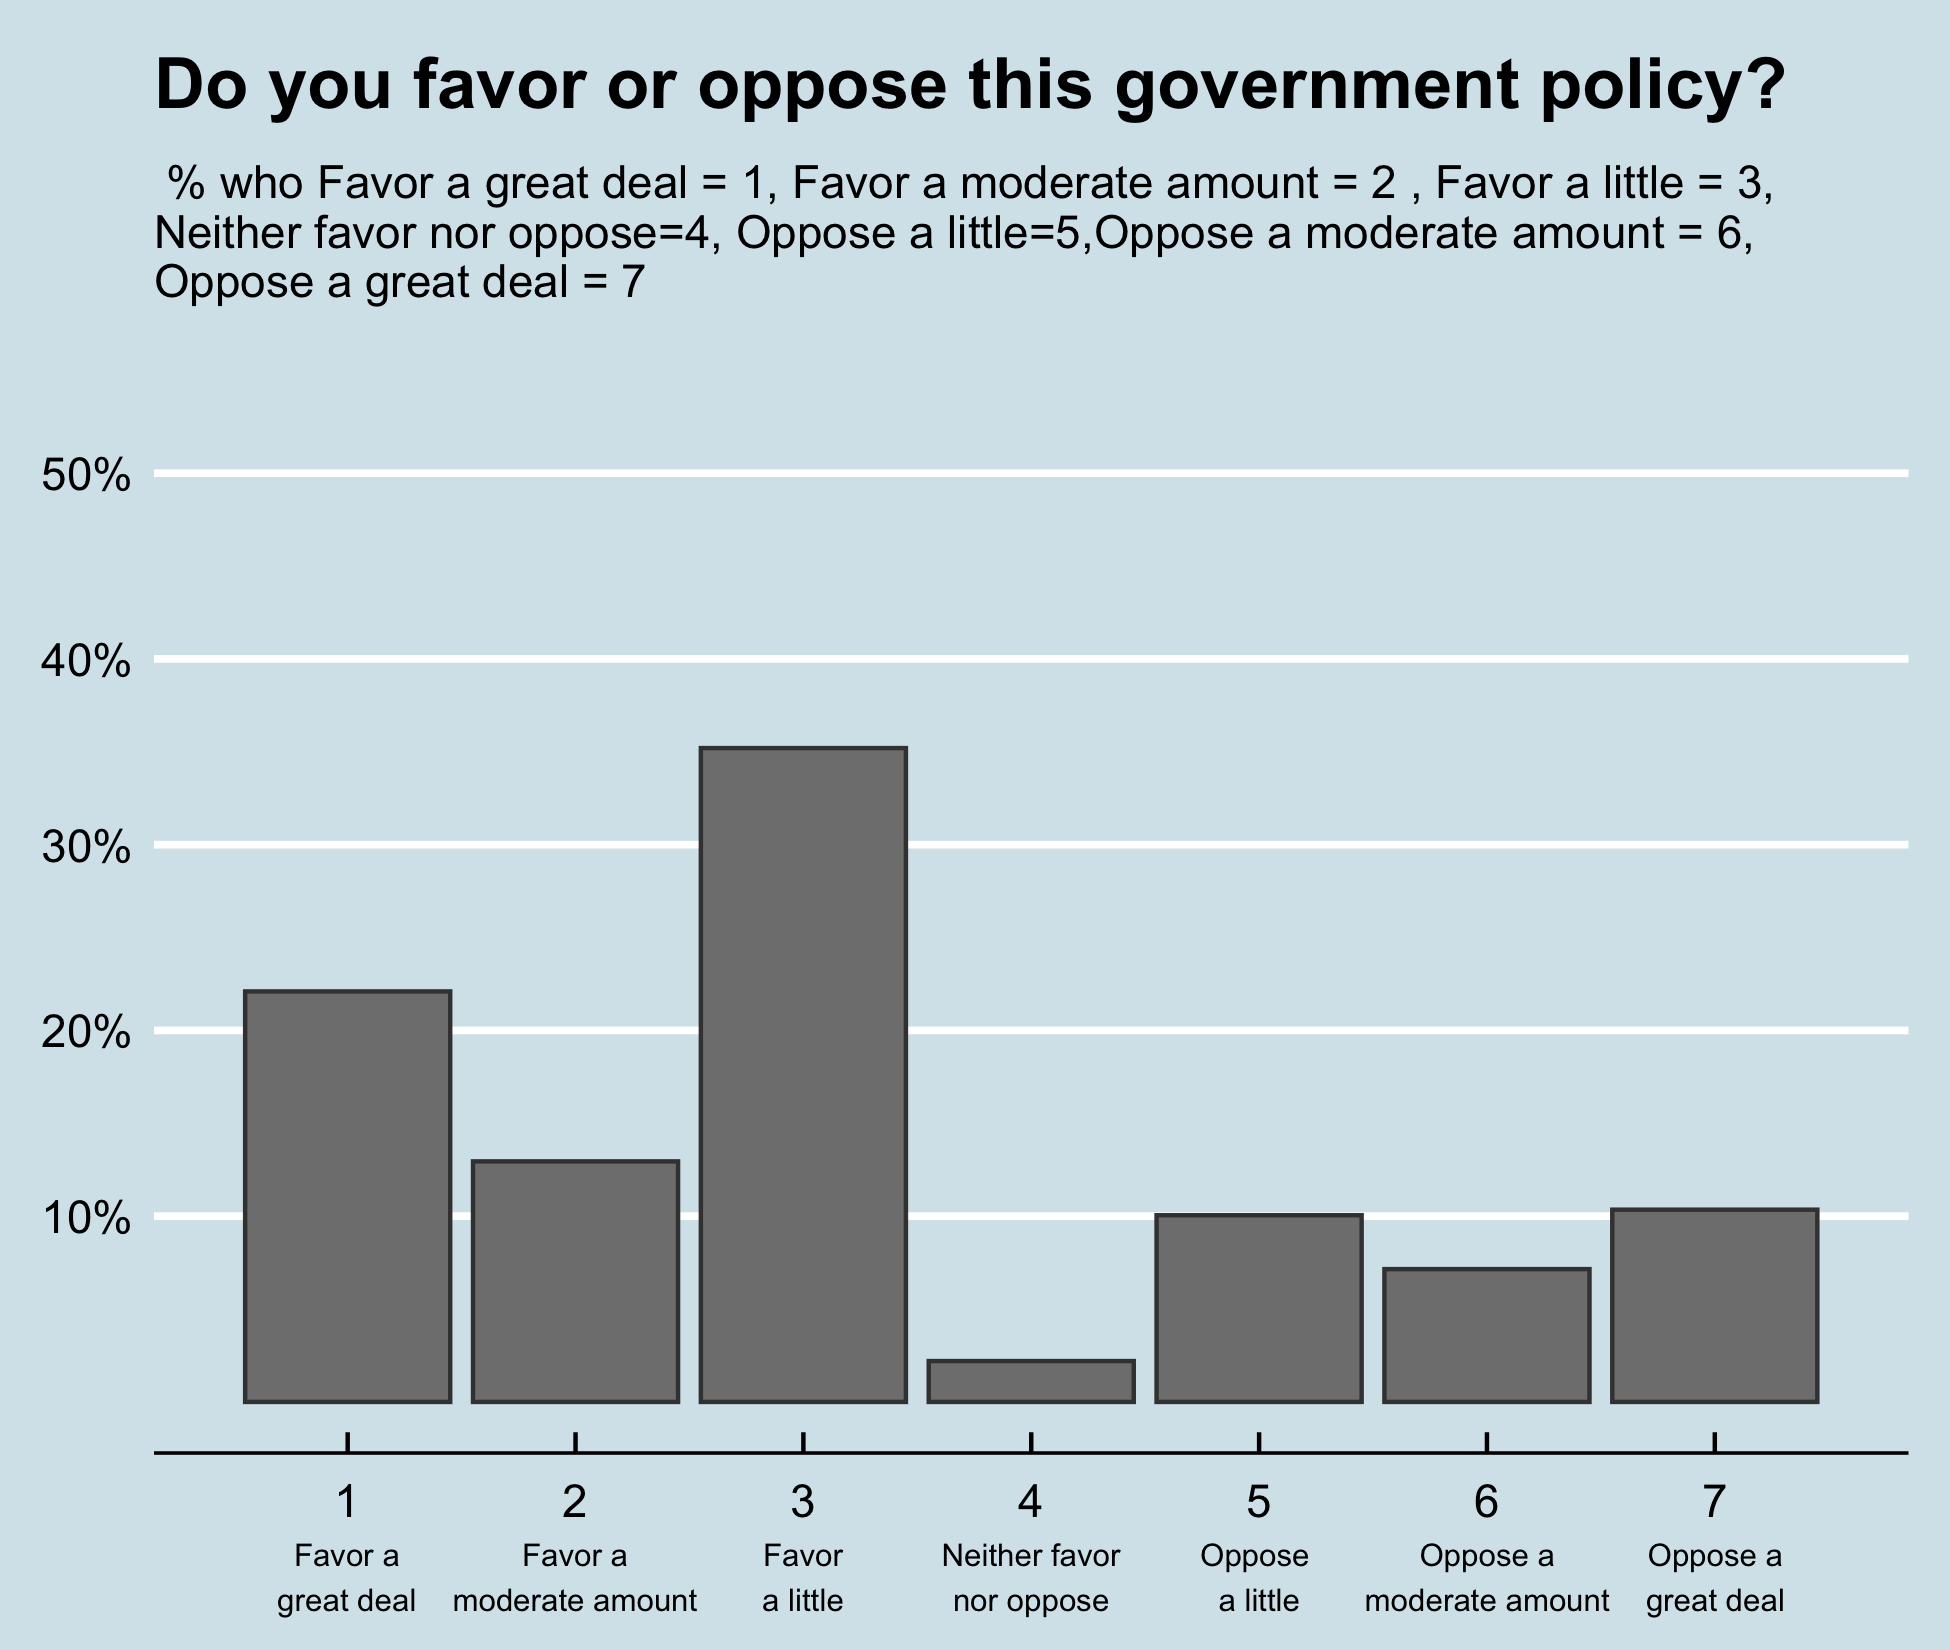 Do you favor or oppose this government policy?
% who Favor a great deal = 1, Favor a moderate amount = 2 , Favor a little = 3,
Neither favor nor oppose=4, Oppose a little=5,Oppose a moderate amount = 6,
Oppose a great deal = 7
50%
40%
30%
20%
10%
1 2 3 4 5 6 7
Favor a Favor a Favor Neither favor Oppose Oppose a Oppose a
great deal moderate amount a little nor oppose a little moderate amount great deal